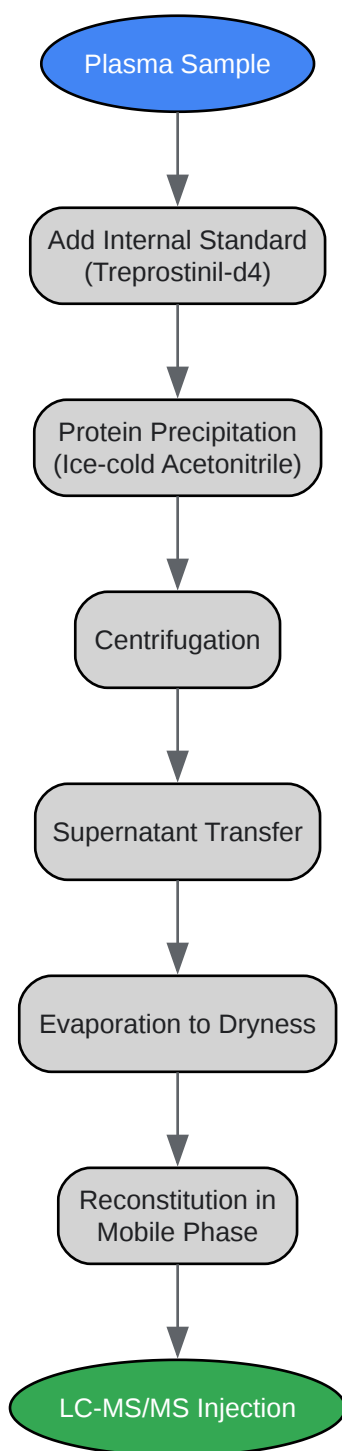 Plasma Sample
Add Internal Standard
(Treprostinil-d4)
Protein Precipitation
(Ice-cold Acetonitrile)
Centrifugation
Supernatant Transfer
Evaporation to Dryness
Reconstitution in
Mobile Phase
LC-MS/MS Injection